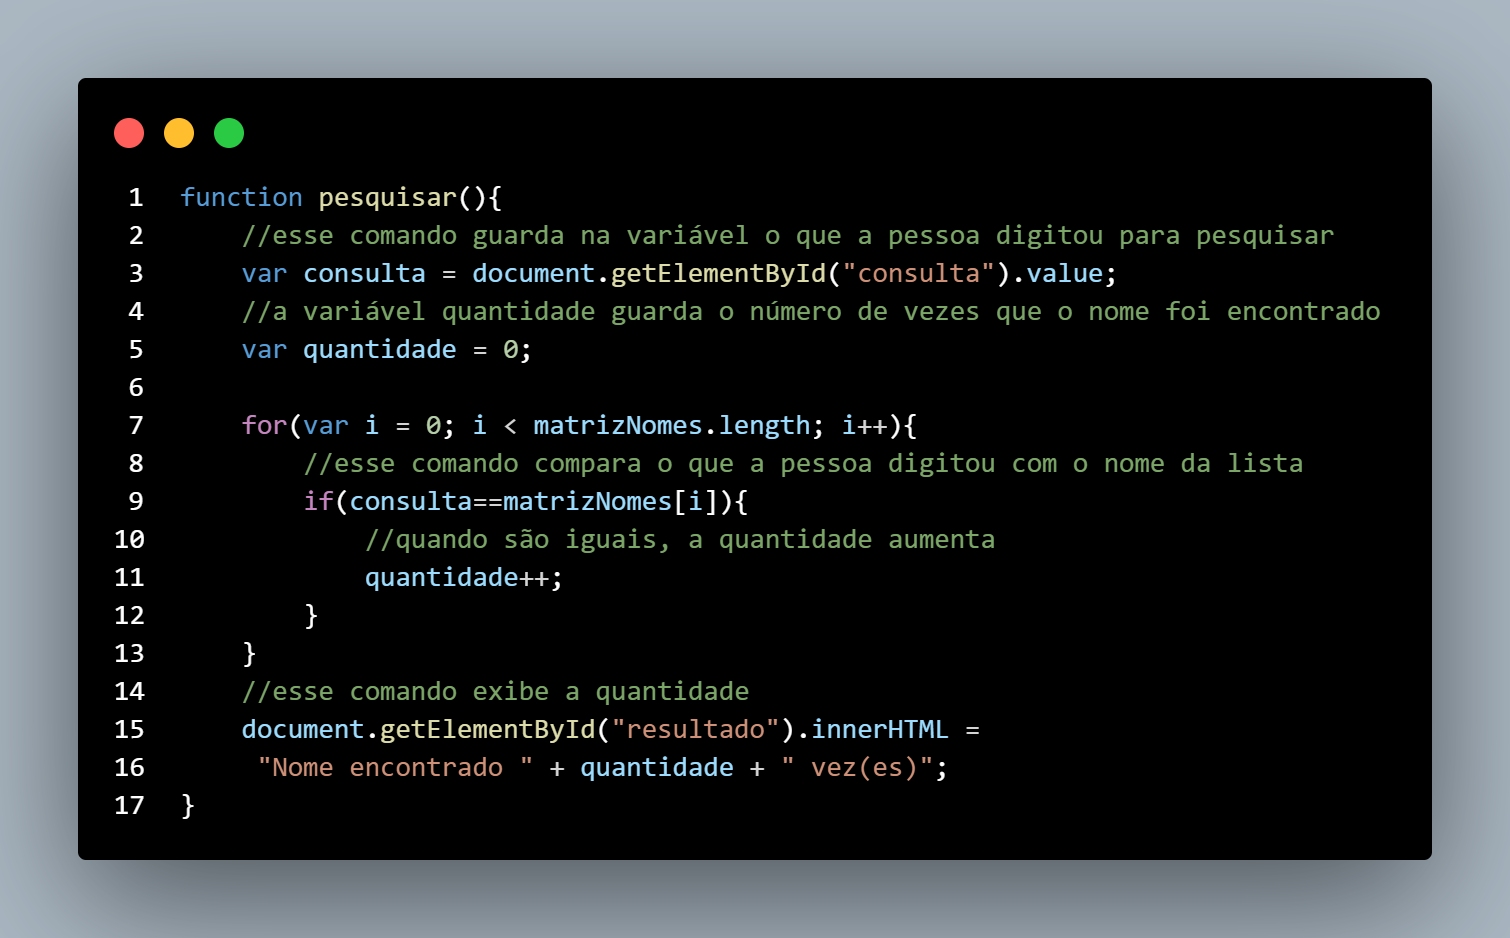 1 function pesquisar(){
2 //esse comando guarda na variável o que a pessoa digitou para pesquisar
3 var consulta = document.getElementById("consulta").value;
4 //a variável quantidade guarda o número de vezes que o nome foi encontrado
5 var quantidade = 0;
6
7 for(var i = 0; i < matrizNomes.length; i++){
8 //esse comando compara o que a pessoa digitou com o nome da lista
9 if(consulta==matrizNomes[i]){
10 //quando são iguais, a quantidade aumenta
11 quantidade++;
12 }
13 }
14 //esse comando exibe a quantidade
15 document.getElementById("resultado").innerHTML =
16 "Nome encontrado " + quantidade + " vez(es)";
17 }